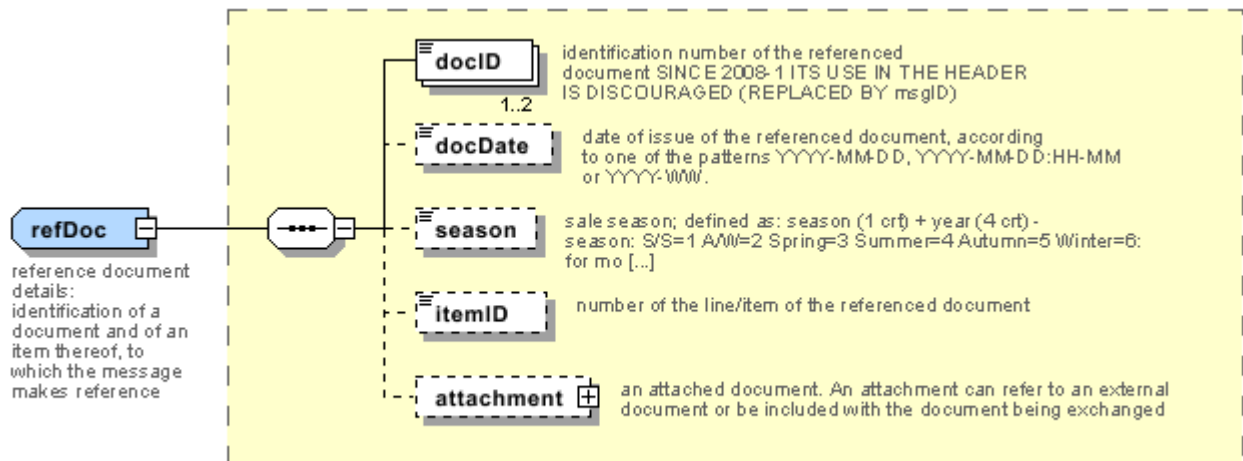 docID
1..2
identification number of the referenced
document SINCE 2008-1 ITS USE IN THE HEADER
IS DISCOURAGED (REPLACED BY msgID)
docDate
date of issue of the referenced document, according
to one of the patterns YYYY-MM-DD, YYYY-MM-DD:HH-MM
or YYYY-WW.
refDoc
reference document
details:
identification of a
document and of an
item thereof, to
which the message
makes reference
season
sale season; defined as: season (1 crt) + year (4 crt) -
season: S/S=1 A/W=2 Spring=3 Summer=4 Autumn=5 Winter=6:
for mo [...]
itemID
number of the line/item of the referenced document
attachment
an attached document. An attachment can refer to an external
document or be included with the document being exchanged